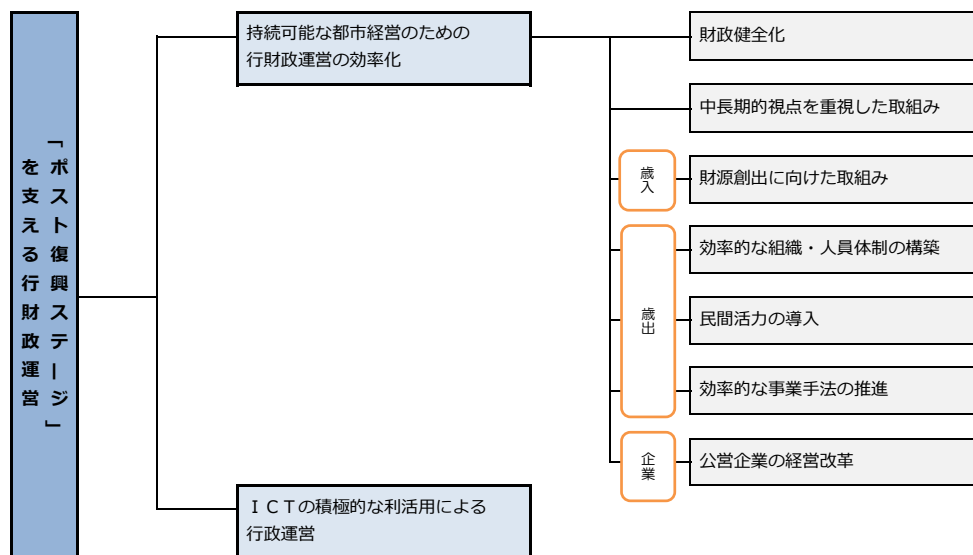 「ポスト復興ステージ」
を支える行財政運営
持続可能な都市経営のための
行財政運営の効率化
財政健全化
中長期的視点を重視した取組み
歳入
財源創出に向けた取組み
歳出
効率的な組織・人員体制の構築
民間活力の導入
効率的な事業手法の推進
企業
公営企業の経営改革
ＩＣＴの積極的な利活用による
行政運営